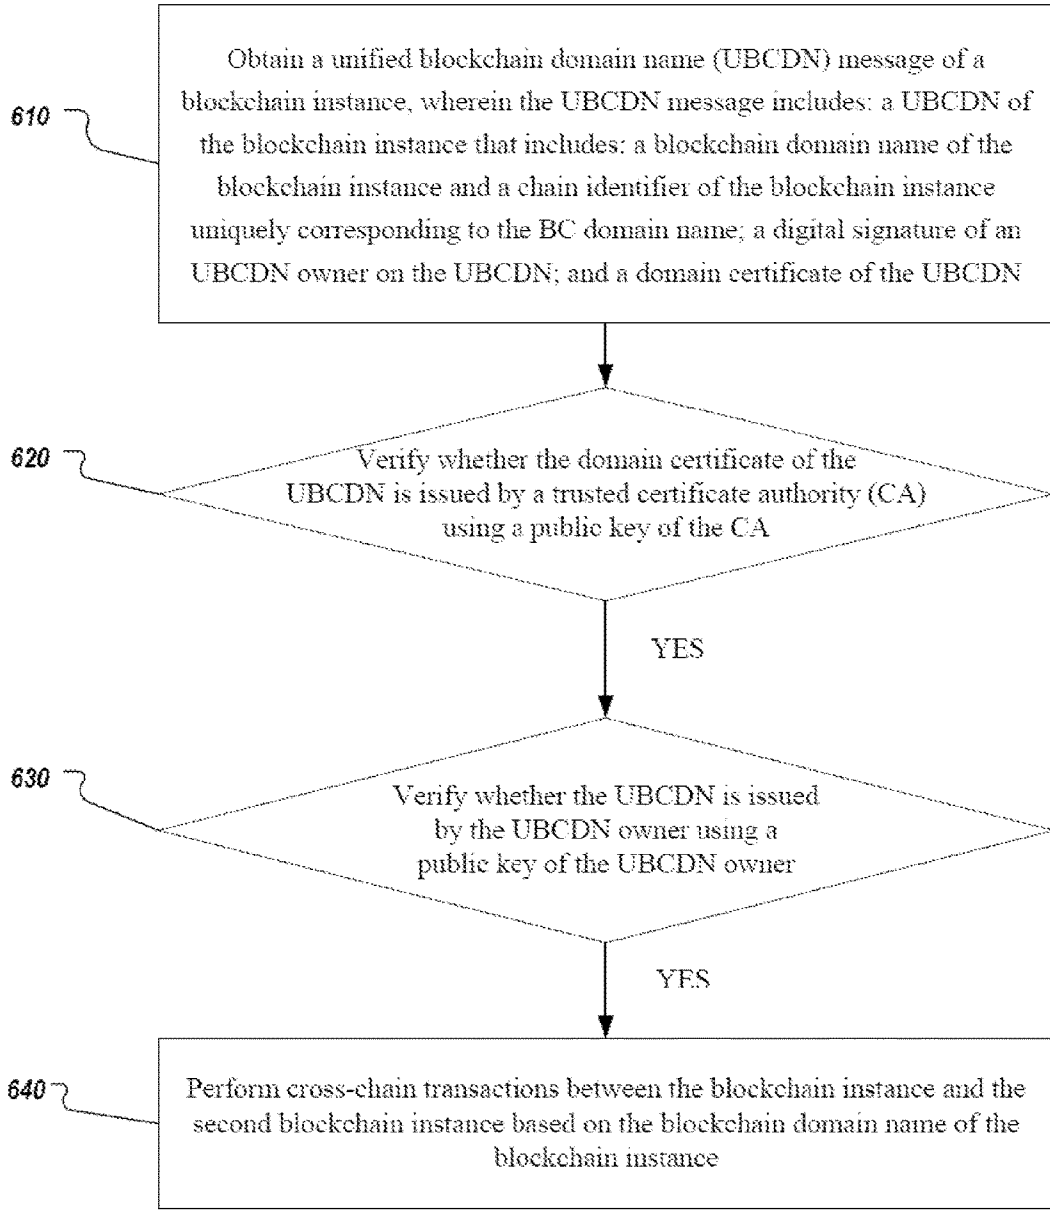 610
Obtain a unified blockchain domain name (UBCDN) message of a
blockchain instance, wherein the UBCDN message includes: a UBCDN of
the blockchain instance that includes: a blockchain domain name of the
blockchain instance and a chain identifier of the blockchain instance
uniquely corresponding to the BC domain name; a digital signature of an
UBCDN owner on the UBCDN; and a domain certificate of the UBCDN
620
Verify whether the domain certificate of the
UBCDN is issued by a trusted certificate authority (CA)
using a public key of the CA
YES
630
Verify whether the UBCDN is issued
by the UBCDN owner using a
public key of the UBCDN owner
YES
640
Perform cross-chain transactions between the blockchain instance and the
second blockchain instance based on the blockchain domain name of the
blockchain instance